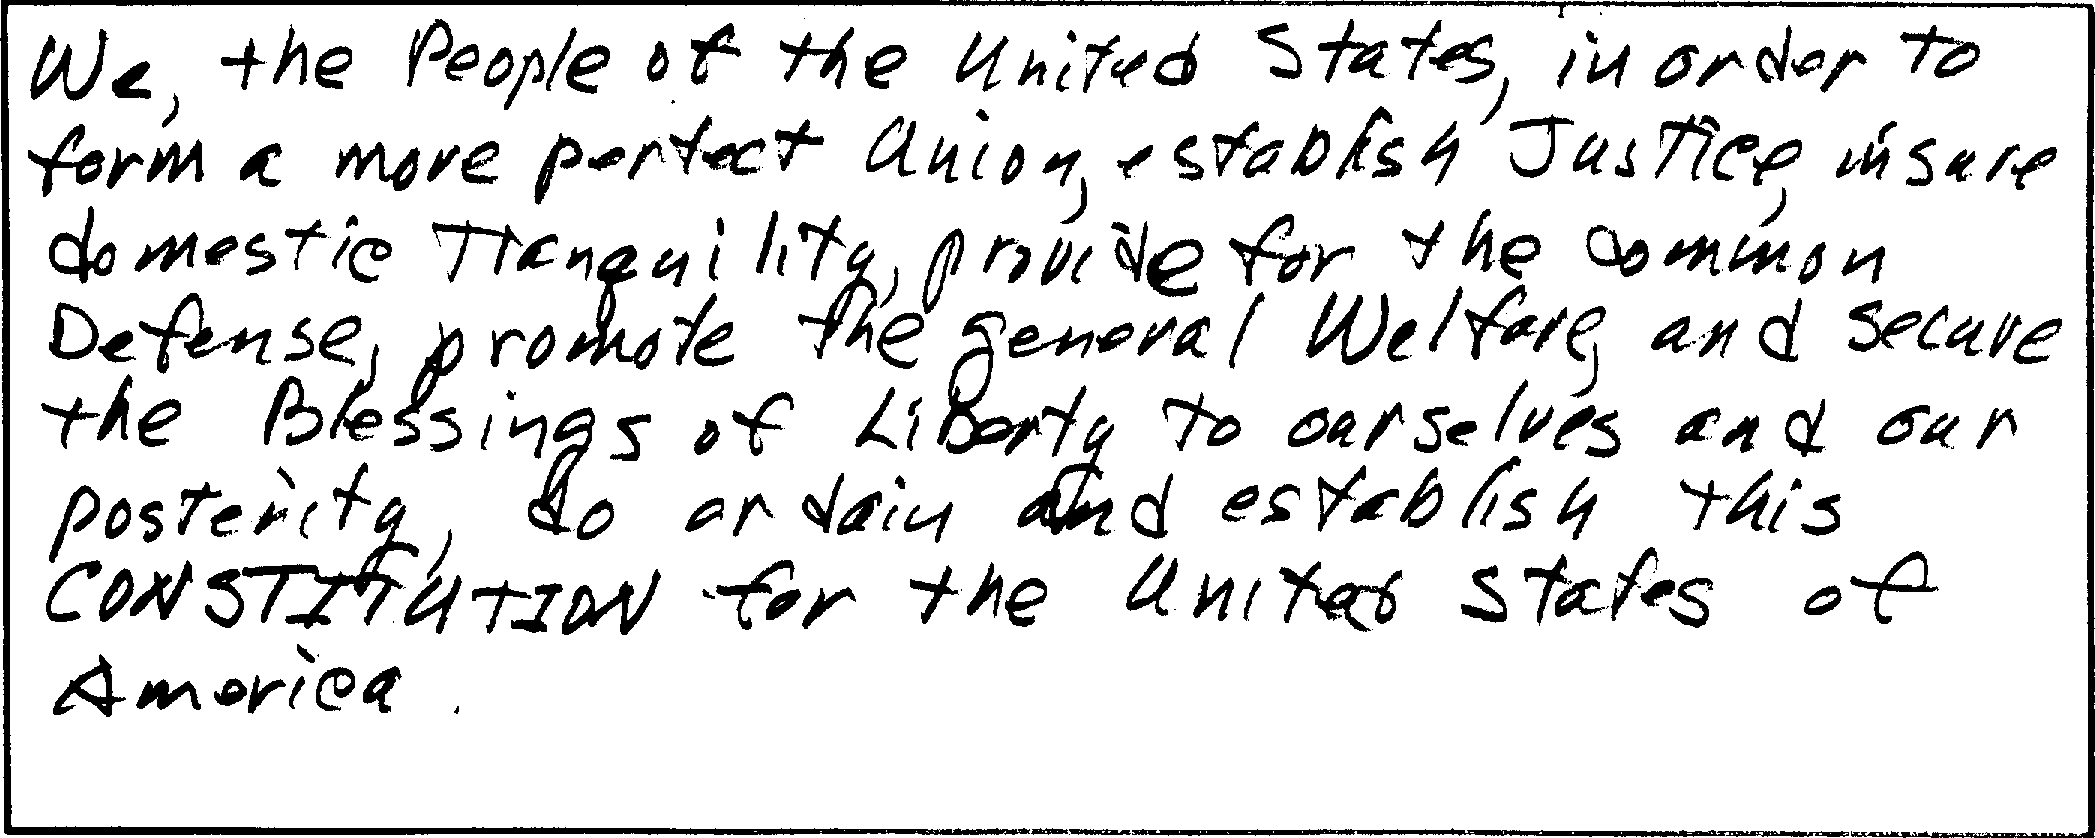 We, the People of the United States, in order to
form a more perfect Union, establish Justice, insure
domestic Tranquility, provide for the common
Defense, promote the general Welfare, and secure
the Blessings of Liberty to ourselves and our
posterity, do ordain and establish this
CONSTITUTION for the United States of
America.